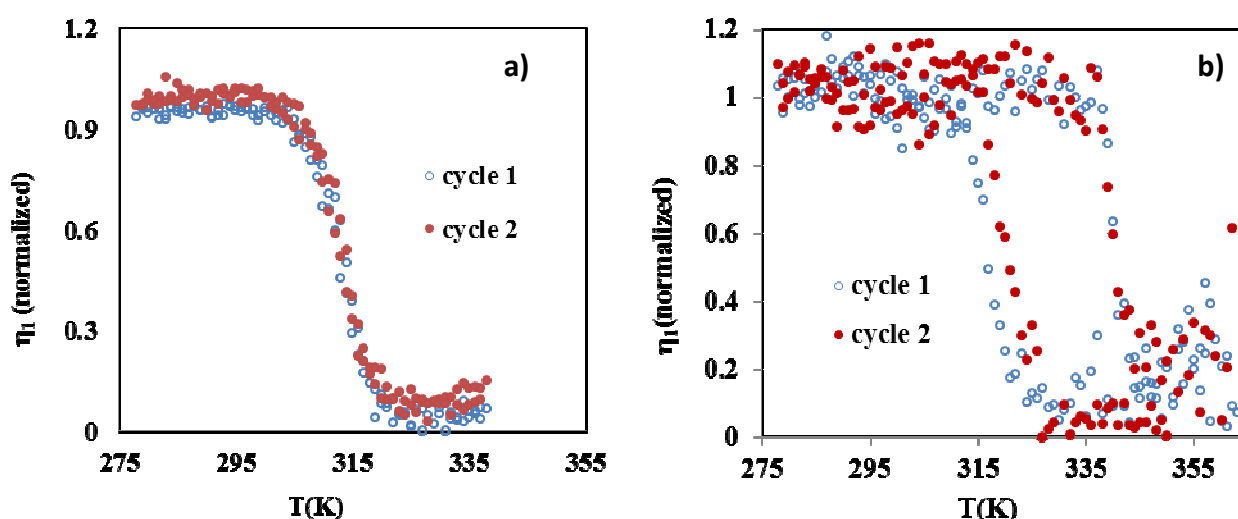 1.2
0.9
0.6
0.3
0
η1 (normalized)
a)
cycle 1
cycle 2
275
295
315
335
355
T(K)
1.2
1
0.8
0.6
0.4
0.2
0
η1(normalized)
b)
cycle 1
cycle 2
275
295
315
335
355
T(K)